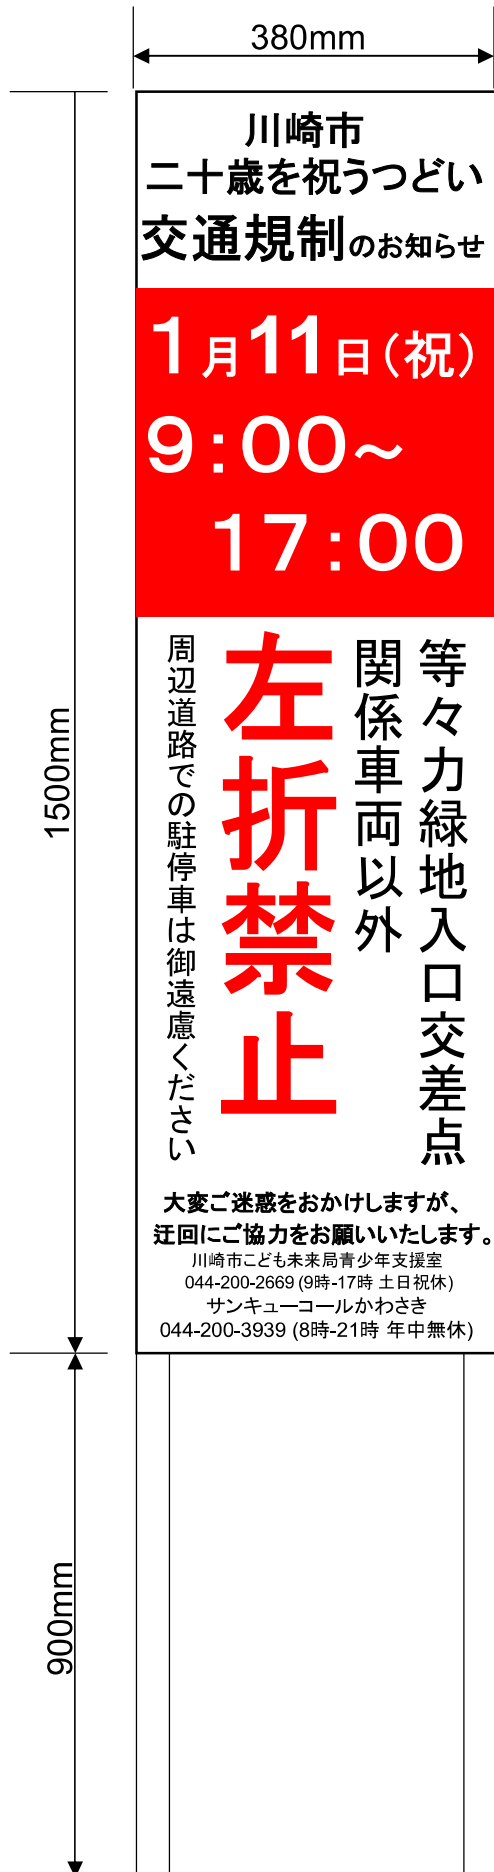 380mm
川崎市
二十歳を祝うつどい
交通規制のお知らせ
1月11日(祝)
9:00~
17:00
等々力緑地入口交差点
関係車両以外
左折禁止
周辺道路での駐停車は御遠慮ください
大変ご迷惑をおかけしますが、
迂回にご協力をお願いいたします。
川崎市こども未来局青少年支援室
044-200-2669 (9時-17時 土日祝休)
サンキューコールかわさき
044-200-3939 (8時-21時 年中無休)
1500mm
900mm